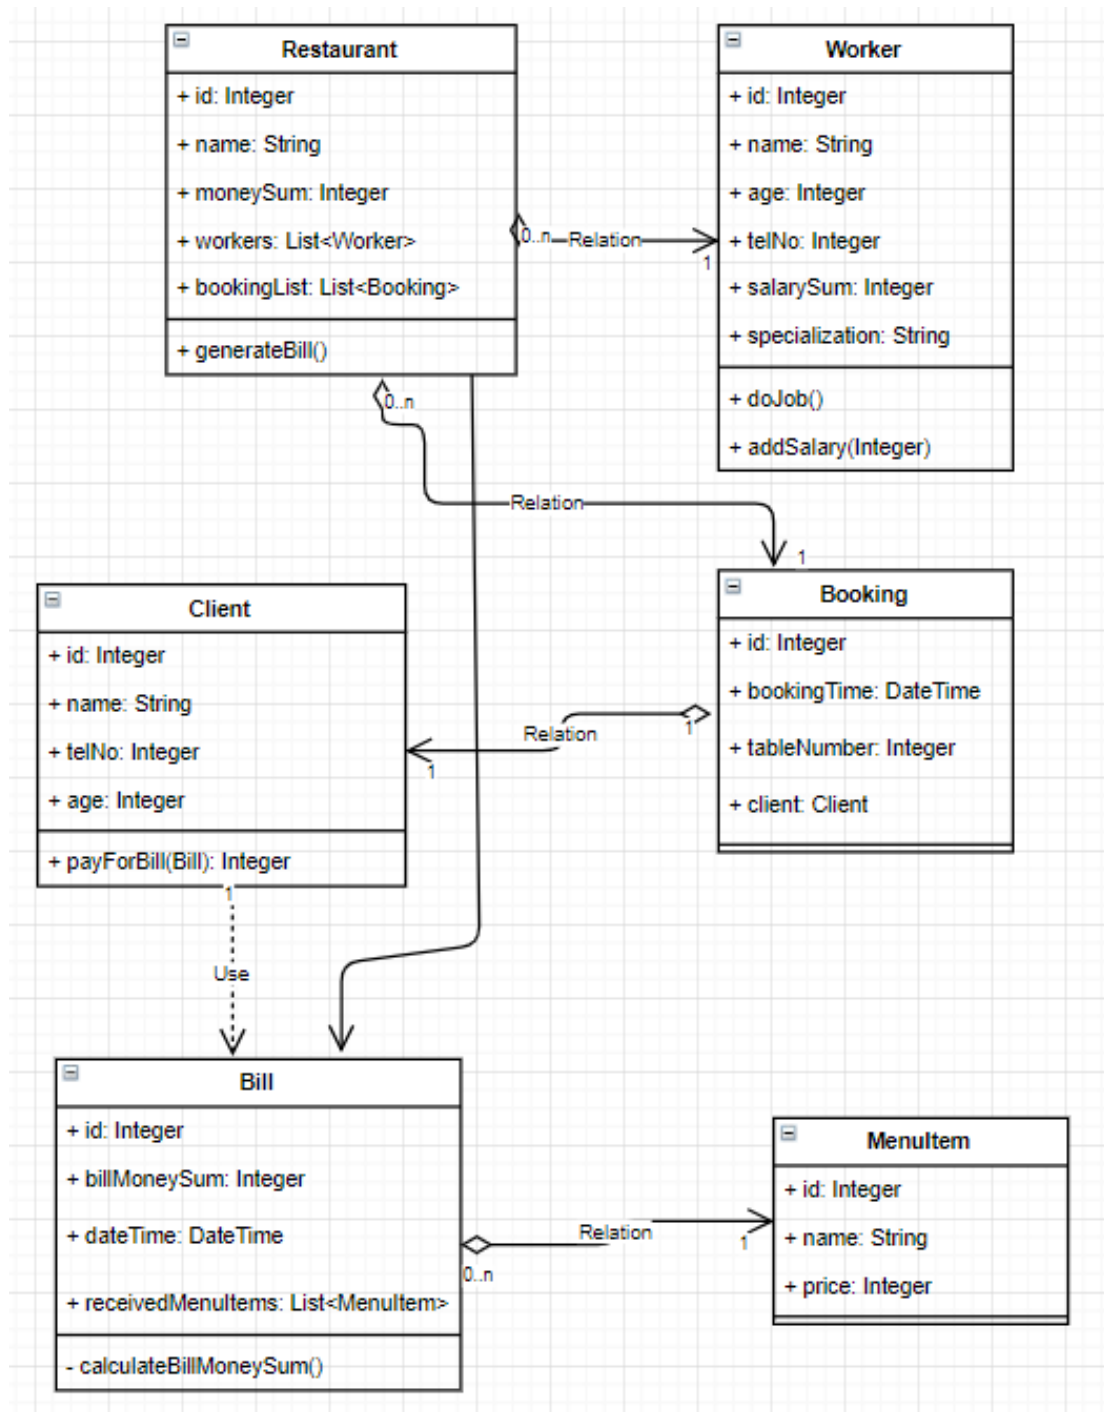 Restaurant
+ id: Integer
+ name: String
+ moneySum: Integer
+ workers: List<Worker>
+ bookingList: List<Booking>
+ generateBill()
0..n
Relation
1
Worker
+ id: Integer
+ name: String
+ age: Integer
+ telNo: Integer
+ salarySum: Integer
+ specialization: String
+ doJob()
+ addSalary(Integer)
0..n
Relation
1
Client
+ id: Integer
+ name: String
+ telNo: Integer
+ age: Integer
+ payForBill(Bill): Integer
Booking
+ id: Integer
+ bookingTime: DateTime
+ tableNumber: Integer
+ client: Client
1
Relation
1
1
Use
Bill
+ id: Integer
+ billMoneySum: Integer
+ dateTime: DateTime
+ receivedMenuItems: List<MenuItem>
- calculateBillMoneySum()
0..n
Relation
1
MenuItem
+ id: Integer
+ name: String
+ price: Integer